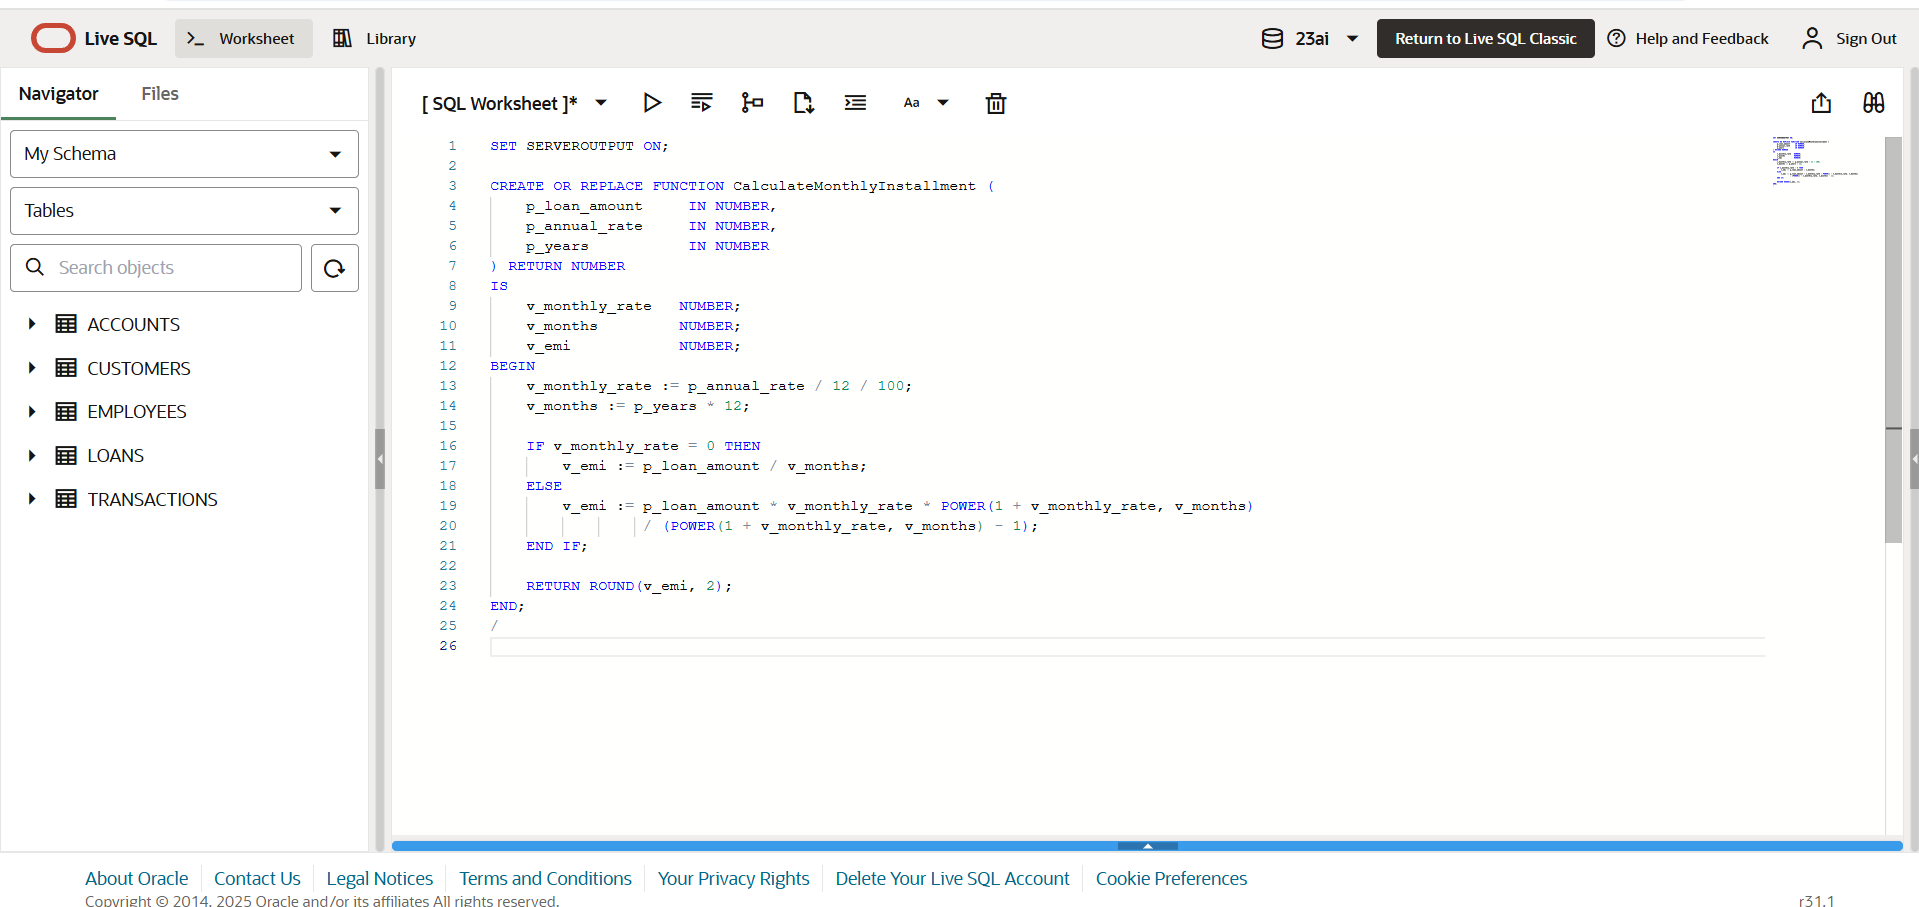 Live SQL
Worksheet
Library
23ai
Return to Live SQL Classic
Help and Feedback
Sign Out
Navigator
Files
My Schema
Tables
Search objects
ACCOUNTS
CUSTOMERS
EMPLOYEES
LOANS
TRANSACTIONS
[ SQL Worksheet ]*
Aa
1 SET SERVEROUTPUT ON;
2
3 CREATE OR REPLACE FUNCTION CalculateMonthlyInstallment (
4     p_loan_amount     IN NUMBER,
5     p_annual_rate     IN NUMBER,
6     p_years           IN NUMBER
7 ) RETURN NUMBER
8 IS
9     v_monthly_rate   NUMBER;
10     v_months         NUMBER;
11     v_emi            NUMBER;
12 BEGIN
13     v_monthly_rate := p_annual_rate / 12 / 100;
14     v_months := p_years * 12;
15
16     IF v_monthly_rate = 0 THEN
17         v_emi := p_loan_amount / v_months;
18     ELSE
19         v_emi := p_loan_amount * v_monthly_rate * POWER(1 + v_monthly_rate, v_months)
20                  / (POWER(1 + v_monthly_rate, v_months) - 1);
21     END IF;
22
23     RETURN ROUND(v_emi, 2);
24 END;
25 /
26
About Oracle
Contact Us
Legal Notices
Terms and Conditions
Your Privacy Rights
Delete Your Live SQL Account
Cookie Preferences
Copyright © 2014, 2025 Oracle and/or its affiliates All rights reserved.
r31.1